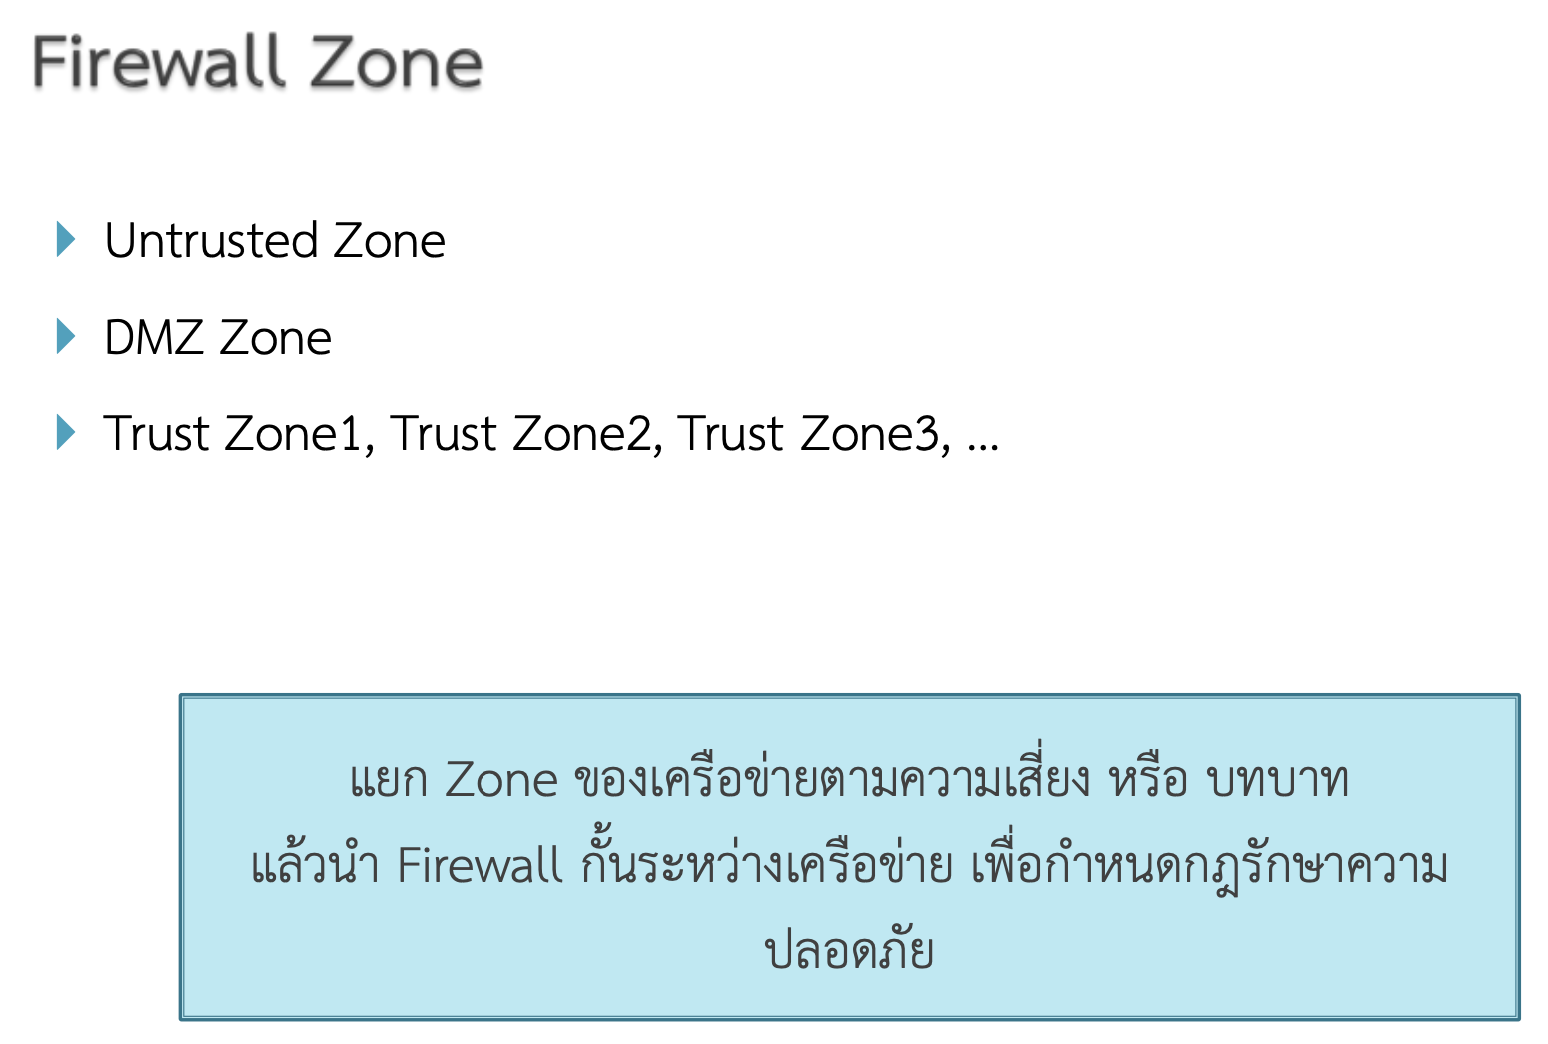 Firewall Zone
Untrusted Zone
DMZ Zone
Trust Zone1, Trust Zone2, Trust Zone3, ...
แยก Zone ของเครือข่ายตามความเสี่ยง หรือ บทบาท
แล้วนำ Firewall กั้นระหว่างเครือข่าย เพื่อกำหนดกฎรักษาความ
ปลอดภัย